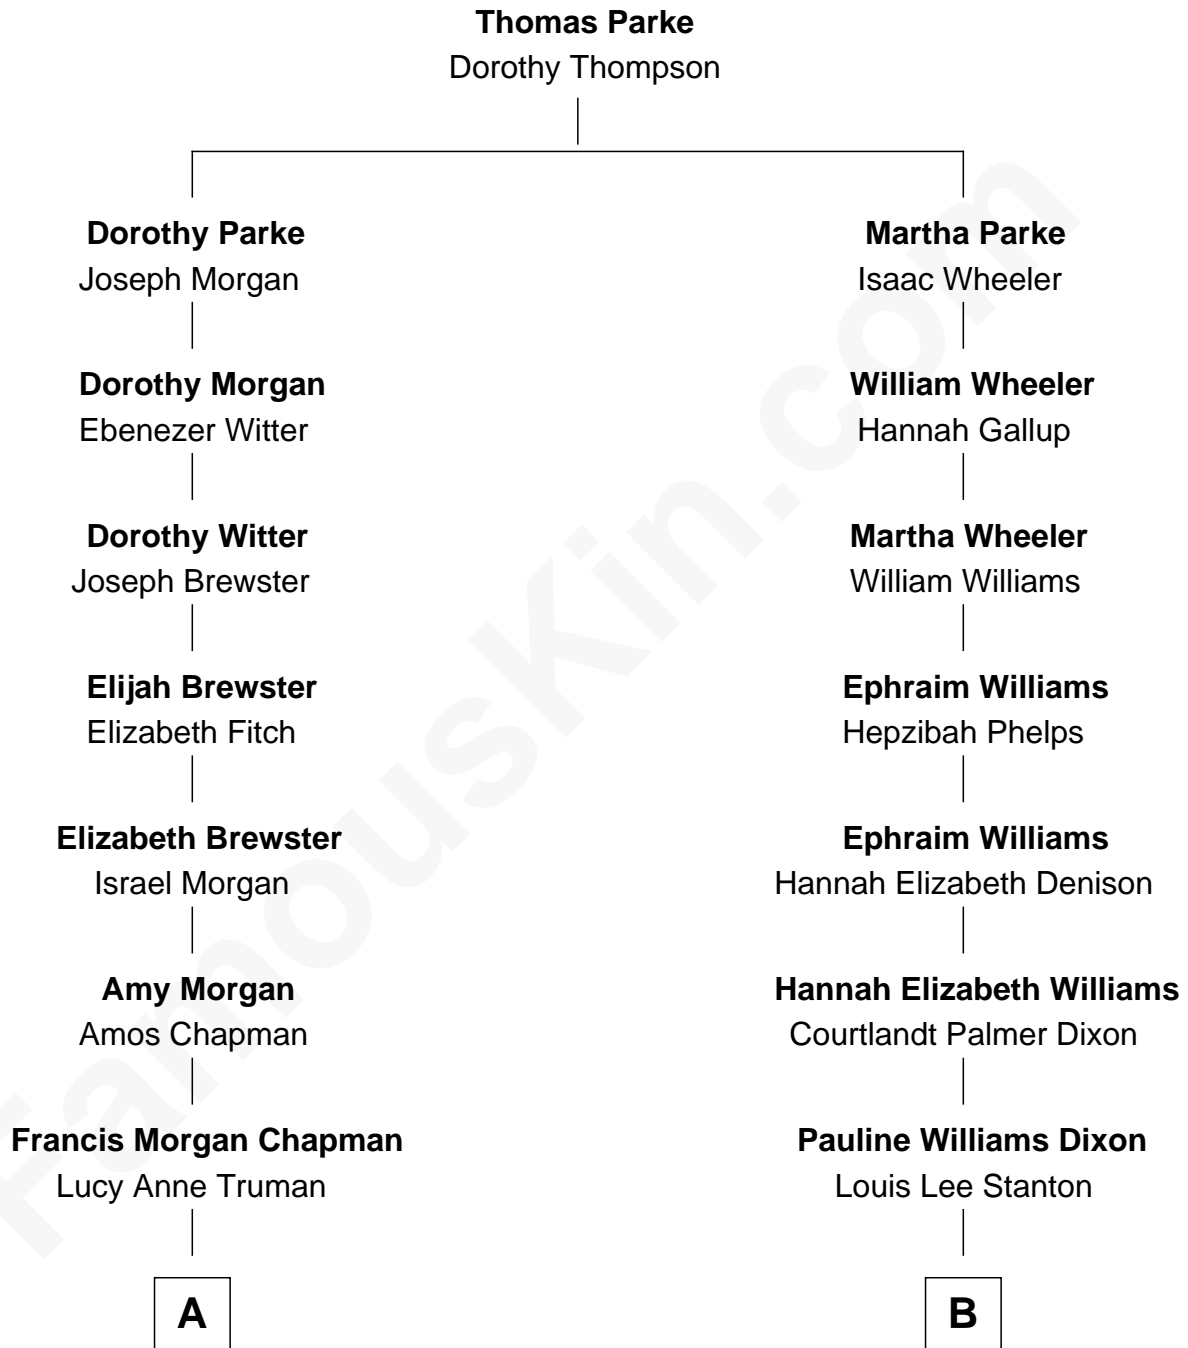 Thomas Parke
Dorothy Thompson
Dorothy Parke
Joseph Morgan
Martha Parke
Isaac Wheeler
Dorothy Morgan
Ebenezer Witter
William Wheeler
Hannah Gallup
Dorothy Witter
Joseph Brewster
Martha Wheeler
William Williams
Elijah Brewster
Elizabeth Fitch
Ephraim Williams
Hepzibah Phelps
Elizabeth Brewster
Israel Morgan
Ephraim Williams
Hannah Elizabeth Denison
Amy Morgan
Amos Chapman
Hannah Elizabeth Williams
Courtlandt Palmer Dixon
Francis Morgan Chapman
Lucy Anne Truman
Pauline Williams Dixon
Louis Lee Stanton
A
B
FamousKin.com